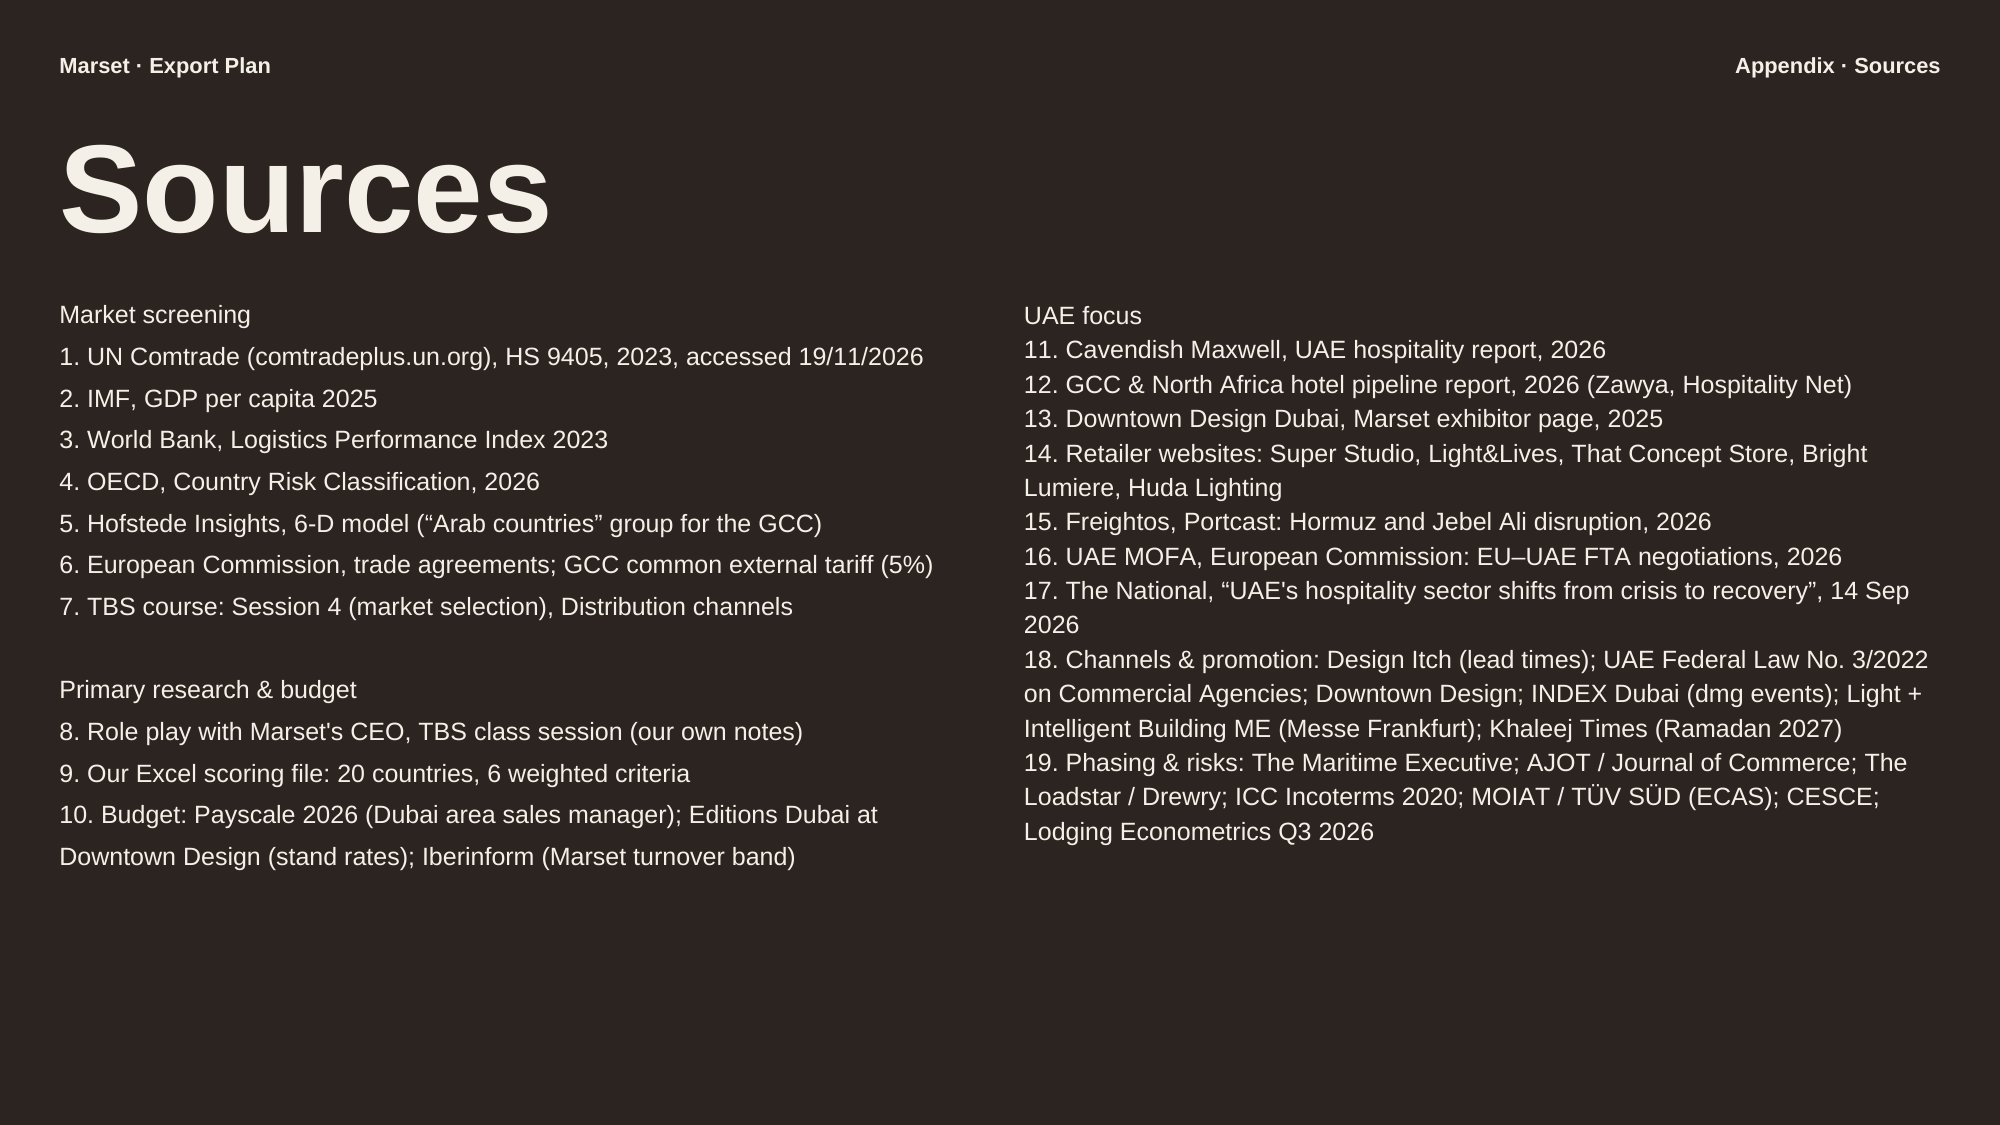 Marset · Export Plan
Appendix · Sources
Sources
Market screening
1. UN Comtrade (comtradeplus.un.org), HS 9405, 2023, accessed 19/11/2026
2. IMF, GDP per capita 2025
3. World Bank, Logistics Performance Index 2023
4. OECD, Country Risk Classification, 2026
5. Hofstede Insights, 6-D model (“Arab countries” group for the GCC)
6. European Commission, trade agreements; GCC common external tariff (5%)
7. TBS course: Session 4 (market selection), Distribution channels
Primary research & budget
8. Role play with Marset's CEO, TBS class session (our own notes)
9. Our Excel scoring file: 20 countries, 6 weighted criteria
10. Budget: Payscale 2026 (Dubai area sales manager); Editions Dubai at
Downtown Design (stand rates); Iberinform (Marset turnover band)
UAE focus
11. Cavendish Maxwell, UAE hospitality report, 2026
12. GCC & North Africa hotel pipeline report, 2026 (Zawya, Hospitality Net)
13. Downtown Design Dubai, Marset exhibitor page, 2025
14. Retailer websites: Super Studio, Light&Lives, That Concept Store, Bright
Lumiere, Huda Lighting
15. Freightos, Portcast: Hormuz and Jebel Ali disruption, 2026
16. UAE MOFA, European Commission: EU–UAE FTA negotiations, 2026
17. The National, “UAE's hospitality sector shifts from crisis to recovery”, 14 Sep
2026
18. Channels & promotion: Design Itch (lead times); UAE Federal Law No. 3/2022
on Commercial Agencies; Downtown Design; INDEX Dubai (dmg events); Light +
Intelligent Building ME (Messe Frankfurt); Khaleej Times (Ramadan 2027)
19. Phasing & risks: The Maritime Executive; AJOT / Journal of Commerce; The
Loadstar / Drewry; ICC Incoterms 2020; MOIAT / TÜV SÜD (ECAS); CESCE;
Lodging Econometrics Q3 2026